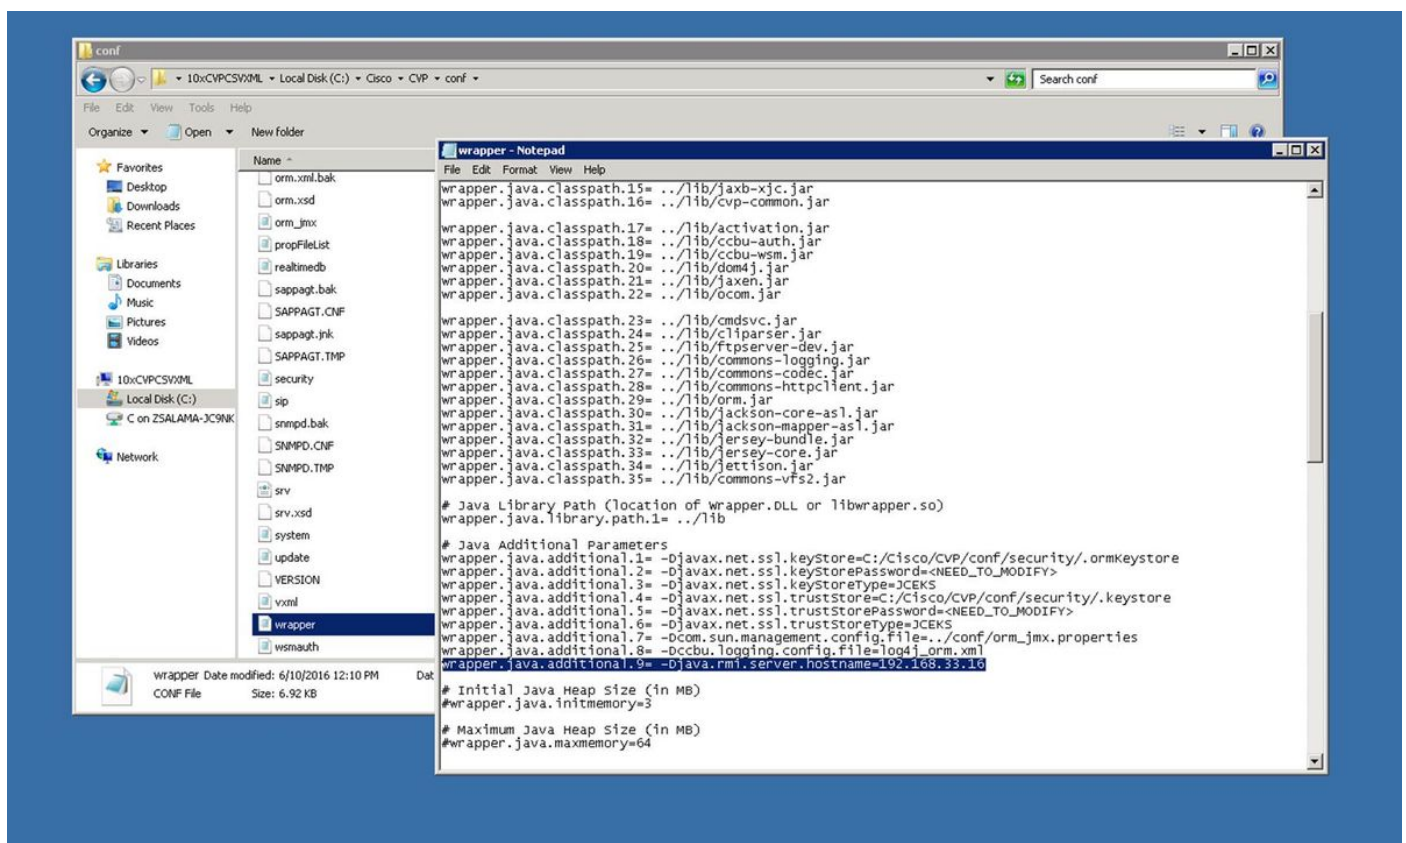 conf
10xCVPCSVXML Local Disk (C:) Cisco CVP conf
Search conf
File Edit View Tools Help
Organize Open New folder
Favorites
Desktop
Downloads
Recent Places
Libraries
Documents
Music
Pictures
Videos
10xCVPCSVXML
Local Disk (C:)
C on ZSALAMA-JC9NK
Network
Name
orm.xml.bak
orm.xsd
orm_jmx
propFileList
realtimedb
sappagt.bak
SAPPAGT.CNF
sappagt.jnk
SAPPAGT.TMP
security
sip
snmpd.bak
SNMPD.CNF
SNMPD.TMP
srv
srv.xsd
system
update
VERSION
vxml
wrapper
wsmauth
wrapper Date modified: 6/10/2016 12:10 PM Dat
CONF File Size: 6.92 KB
wrapper - Notepad
File Edit Format View Help
wrapper.java.classpath.15= ../lib/jaxb-xjc.jar
wrapper.java.classpath.16= ../lib/cvp-common.jar
wrapper.java.classpath.17= ../lib/activation.jar
wrapper.java.classpath.18= ../lib/ccbu-auth.jar
wrapper.java.classpath.19= ../lib/ccbu-wsm.jar
wrapper.java.classpath.20= ../lib/dom4j.jar
wrapper.java.classpath.21= ../lib/jaxen.jar
wrapper.java.classpath.22= ../lib/ocom.jar
wrapper.java.classpath.23= ../lib/cmdsvc.jar
wrapper.java.classpath.24= ../lib/cliparser.jar
wrapper.java.classpath.25= ../lib/ftpserver-dev.jar
wrapper.java.classpath.26= ../lib/commons-logging.jar
wrapper.java.classpath.27= ../lib/commons-codec.jar
wrapper.java.classpath.28= ../lib/commons-httpclient.jar
wrapper.java.classpath.29= ../lib/orm.jar
wrapper.java.classpath.30= ../lib/jackson-core-asl.jar
wrapper.java.classpath.31= ../lib/jackson-mapper-asl.jar
wrapper.java.classpath.32= ../lib/jersey-bundle.jar
wrapper.java.classpath.33= ../lib/jersey-core.jar
wrapper.java.classpath.34= ../lib/jettison.jar
wrapper.java.classpath.35= ../lib/commons-vfs2.jar
# Java Library Path (location of Wrapper.DLL or libwrapper.so)
wrapper.java.library.path.1= ../lib
# Java Additional Parameters
wrapper.java.additional.1= -Djavax.net.ssl.keyStore=C:/Cisco/CVP/conf/security/.ormKeystore
wrapper.java.additional.2= -Djavax.net.ssl.keyStorePassword=<NEED_TO_MODIFY>
wrapper.java.additional.3= -Djavax.net.ssl.keyStoreType=JCEKS
wrapper.java.additional.4= -Djavax.net.ssl.trustStore=C:/Cisco/CVP/conf/security/.keystore
wrapper.java.additional.5= -Djavax.net.ssl.trustStorePassword=<NEED_TO_MODIFY>
wrapper.java.additional.6= -Djavax.net.ssl.trustStoreType=JCEKS
wrapper.java.additional.7= -Dcom.sun.management.config.file=../conf/orm_jmx.properties
wrapper.java.additional.8= -Dccbu.logging.config.file=log4j_orm.xml
wrapper.java.additional.9= -Djava.rmi.server.hostname=192.168.33.16
# Initial Java Heap Size (in MB)
#wrapper.java.initmemory=3
# Maximum Java Heap Size (in MB)
#wrapper.java.maxmemory=64